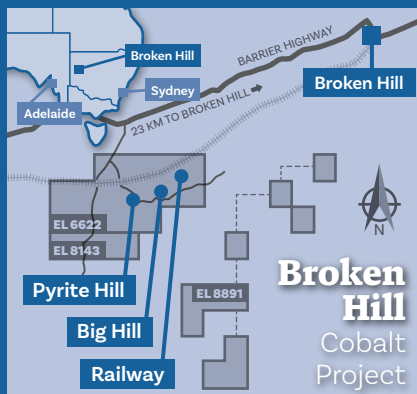 Broken Hill
Sydney
Adelaide
BARRIER HIGHWAY
Broken Hill
23 KM TO BROKEN HILL
N
EL 6622
EL 8143
EL 8891
Pyrite Hill
Big Hill
Railway
Broken
Hill
Cobalt
Project